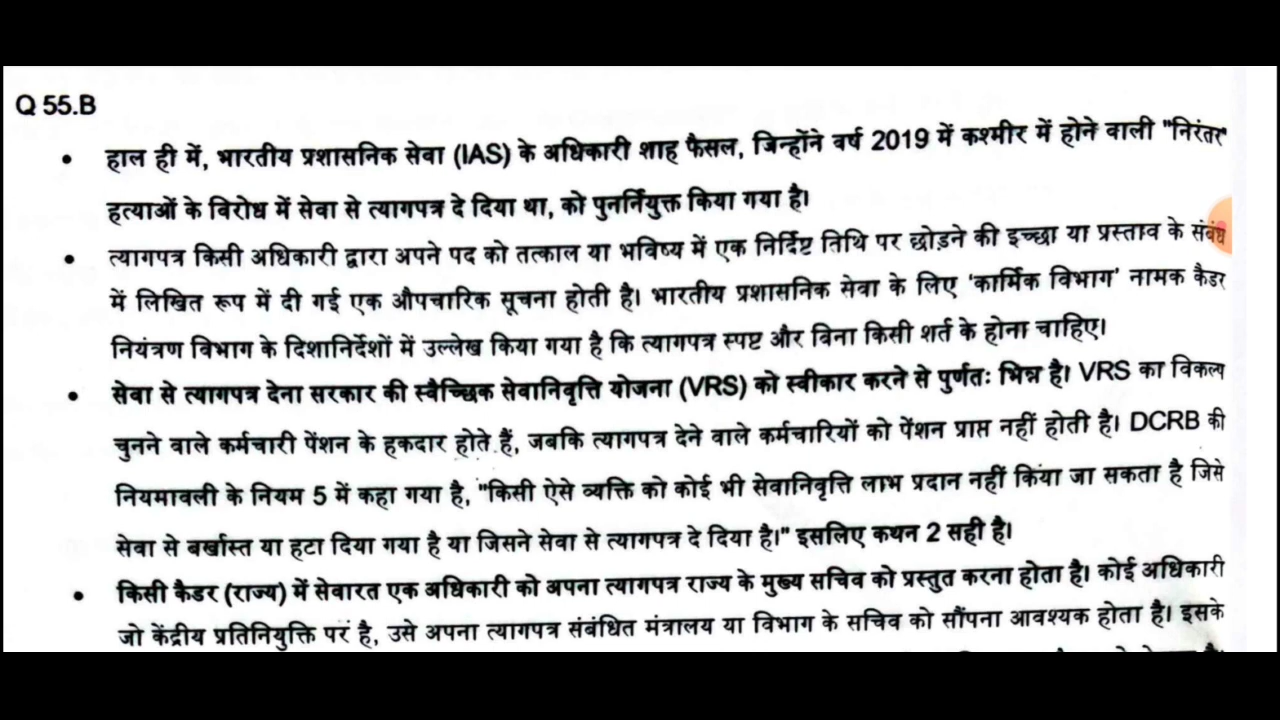 Q 55.B
• हाल ही में, भारतीय प्रशासनिक सेवा (IAS) के अधिकारी शाह फैसल, जिन्होंने वर्ष 2019 में कश्मीर में होने वाली "निरंतर"
हत्याओं के विरोध में सेवा से त्यागपत्र दे दिया था, को पुनर्नियुक्त किया गया है।
• त्यागपत्र किसी अधिकारी द्वारा अपने पद को तत्काल या भविष्य में एक निर्दिष्ट तिथि पर छोड़ने की इच्छा या प्रस्ताव के संबंध
में लिखित रूप में दी गई एक औपचारिक सूचना होती है। भारतीय प्रशासनिक सेवा के लिए 'कार्मिक विभाग' नामक कैडर
नियंत्रण विभाग के दिशानिर्देशों में उल्लेख किया गया है कि त्यागपत्र स्पष्ट और बिना किसी शर्त के होना चाहिए।
• सेवा से त्यागपत्र देना सरकार की स्वैच्छिक सेवानिवृत्ति योजना (VRS) को स्वीकार करने से पुर्णतः भिन्न है। VRS का विकल्प
चुनने वाले कर्मचारी पेंशन के हकदार होते हैं, जबकि त्यागपत्र देने वाले कर्मचारियों को पेंशन प्राप्त नहीं होती है। DCRB की
नियमावली के नियम 5 में कहा गया है, "किसी ऐसे व्यक्ति को कोई भी सेवानिवृत्ति लाभ प्रदान नहीं किया जा सकता है जिसे
सेवा से बर्खास्त या हटा दिया गया है या जिसने सेवा से त्यागपत्र दे दिया है।" इसलिए कथन 2 सही है।
• किसी कैडर (राज्य) में सेवारत एक अधिकारी को अपना त्यागपत्र राज्य के मुख्य सचिव को प्रस्तुत करना होता है। कोई अधिकारी
जो केंद्रीय प्रतिनियुक्ति पर है, उसे अपना त्यागपत्र संबंधित मंत्रालय या विभाग के सचिव को सौंपना आवश्यक होता है। इसके